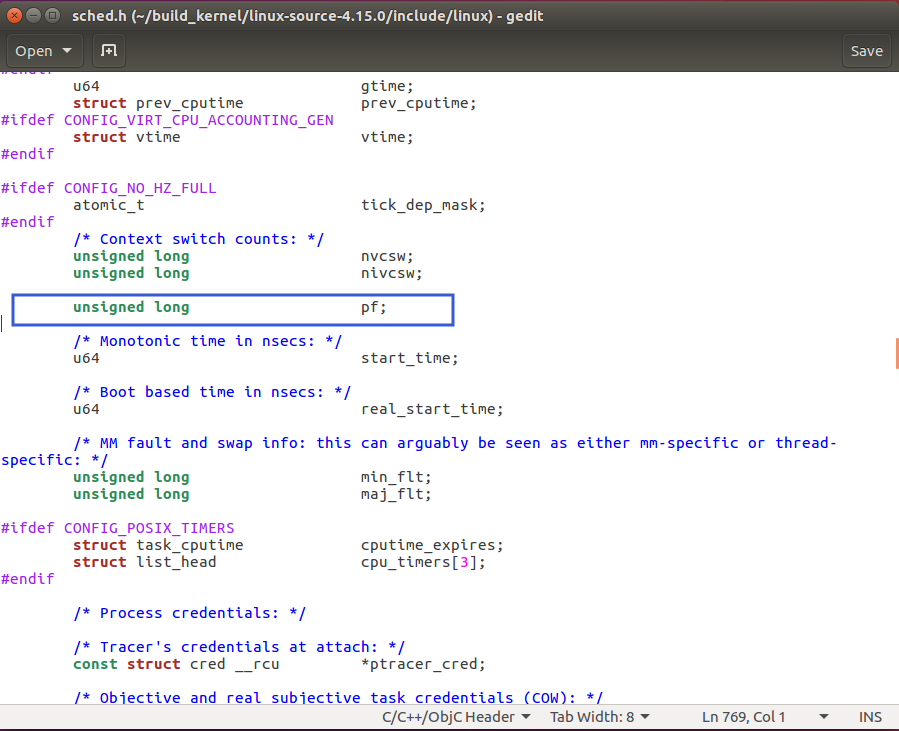 sched.h (~/build_kernel/linux-source-4.15.0/include/linux) - gedit
Open
Save
#endif
u64 gtime;
struct prev_cputime prev_cputime;
#ifdef CONFIG_VIRT_CPU_ACCOUNTING_GEN
struct vtime vtime;
#endif
#ifdef CONFIG_NO_HZ_FULL
atomic_t tick_dep_mask;
#endif
/* Context switch counts: */
unsigned long nvcsw;
unsigned long nivcsw;
unsigned long pf;
/* Monotonic time in nsecs: */
u64 start_time;
/* Boot based time in nsecs: */
u64 real_start_time;
/* MM fault and swap info: this can arguably be seen as either mm-specific or thread-
specific: */
unsigned long min_flt;
unsigned long maj_flt;
#ifdef CONFIG_POSIX_TIMERS
struct task_cputime cputime_expires;
struct list_head cpu_timers[3];
#endif
/* Process credentials: */
/* Tracer's credentials at attach: */
const struct cred __rcu *ptracer_cred;
/* Objective and real subjective task credentials (COW): */
C/C++/ObjC Header Tab Width: 8 Ln 769, Col 1 INS